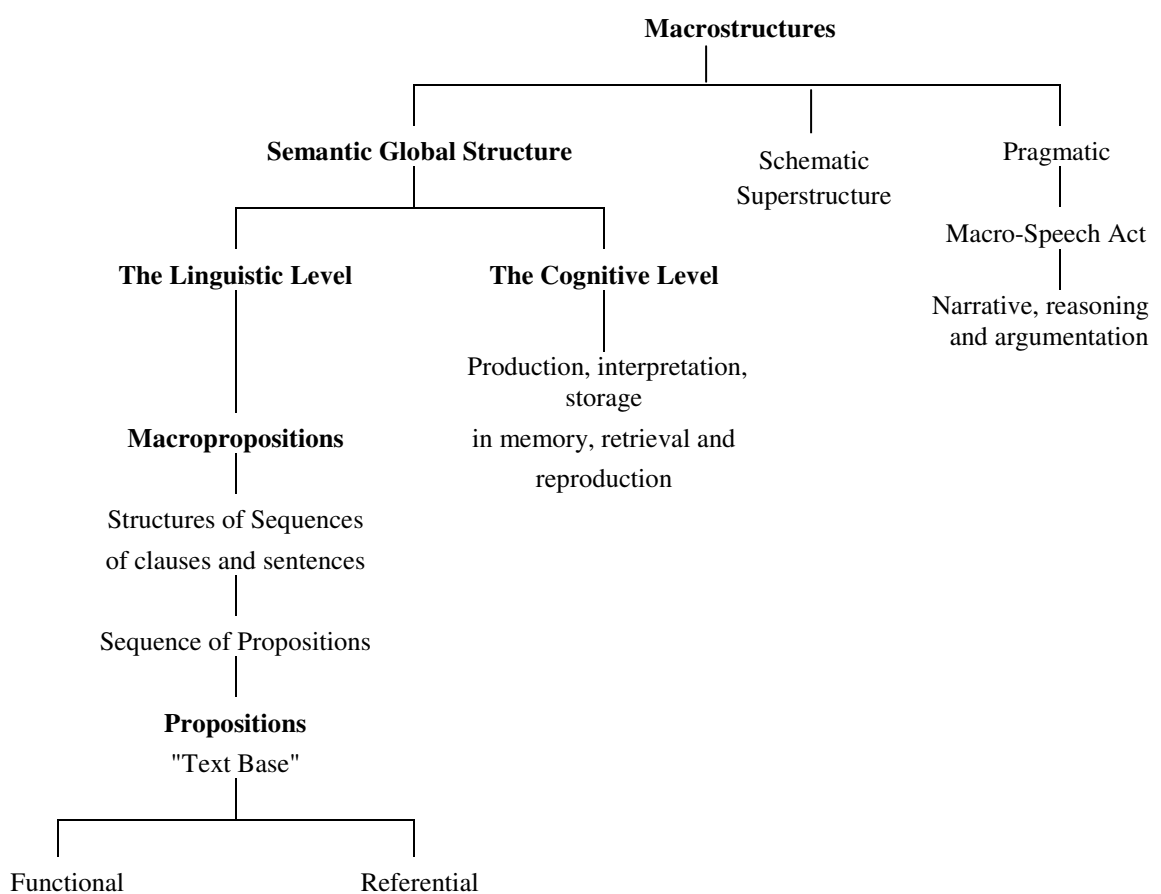 Macrostructures
Semantic Global Structure
Schematic
Superstructure
Pragmatic
Macro-Speech Act
Narrative, reasoning
and argumentation
The Linguistic Level
The Cognitive Level
Production, interpretation,
storage
in memory, retrieval and
reproduction
Macropropositions
Structures of Sequences
of clauses and sentences
Sequence of Propositions
Propositions
"Text Base"
Functional
Referential